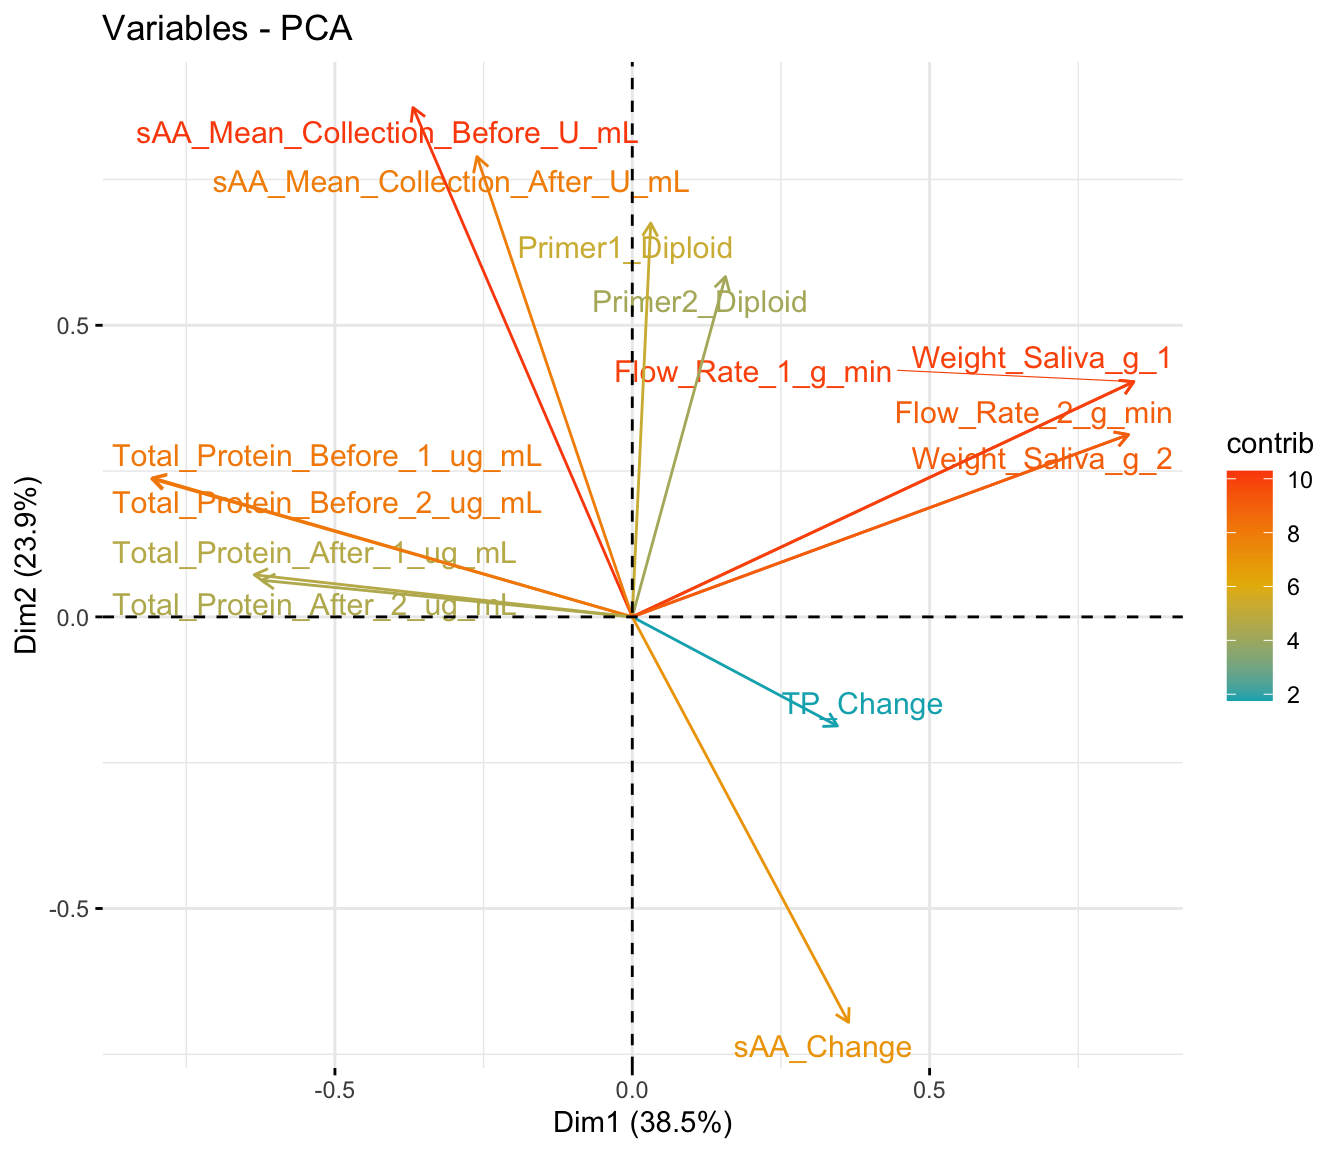 Variables - PCA
sAA_Mean_Collection_Before_U_mL
sAA_Mean_Collection_After_U_mL
Primer1_Diploid
Primer2_Diploid
Weight_Saliva_g_1
Flow_Rate_1_g_min
Flow_Rate_2_g_min
Weight_Saliva_g_2
Total_Protein_Before_1_ug_mL
Total_Protein_Before_2_ug_mL
Total_Protein_After_1_ug_mL
Total_Protein_After_2_ug_mL
TP_Change
sAA_Change
0.5
0.0
-0.5
Dim2 (23.9%)
-0.5
0.0
0.5
Dim1 (38.5%)
contrib
10
8
6
4
2